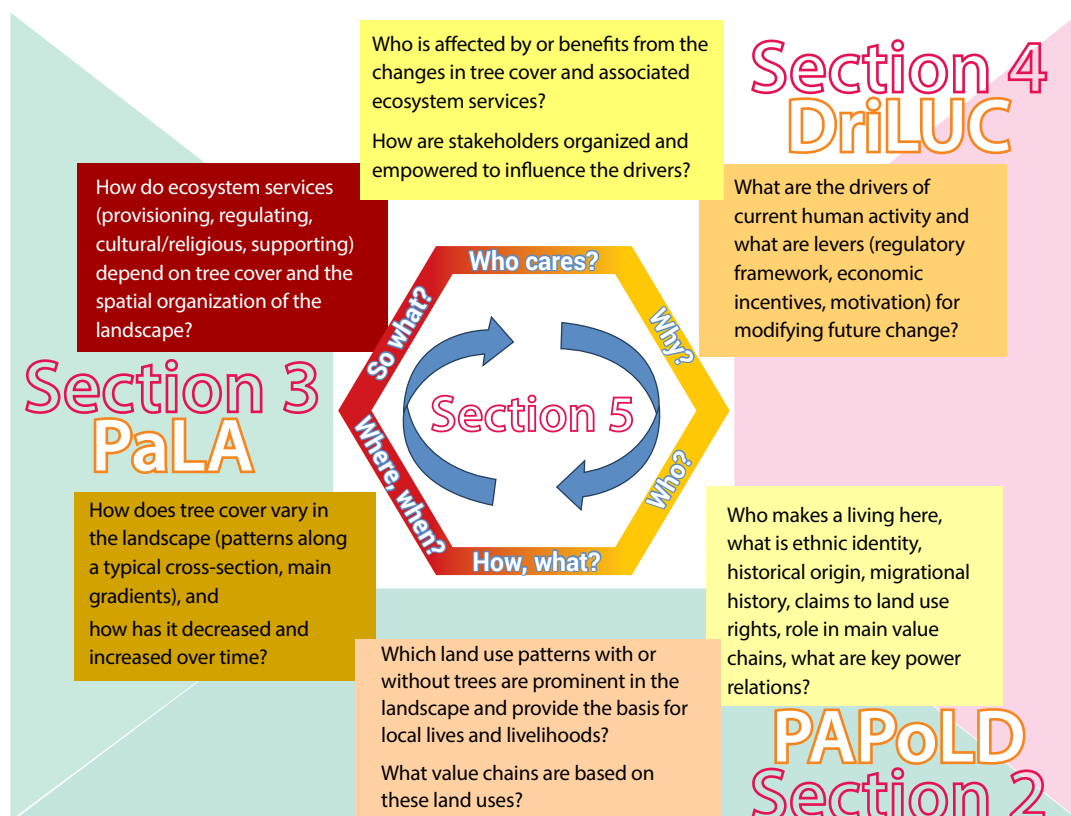 Who is affected by or benefits from the
changes in tree cover and associated
ecosystem services?
How are stakeholders organized and
empowered to influence the drivers?
Section 4
DriLUC
How do ecosystem services
(provisioning, regulating,
cultural/religious, supporting)
depend on tree cover and the
spatial organization of the
landscape?
What are the drivers of
current human activity and
what are levers (regulatory
framework, economic
incentives, motivation) for
modifying future change?
Who cares?
So what?
Why?
Section 3
PaLA
Section 5
Where, when?
Who?
How, what?
How does tree cover vary in
the landscape (patterns along
a typical cross-section, main
gradients), and
how has it decreased and
increased over time?
Who makes a living here,
what is ethnic identity,
historical origin, migrational
history, claims to land use
rights, role in main value
chains, what are key power
relations?
Which land use patterns with or
without trees are prominent in the
landscape and provide the basis for
local lives and livelihoods?
What value chains are based on
these land uses?
PAPoLD
Section 2